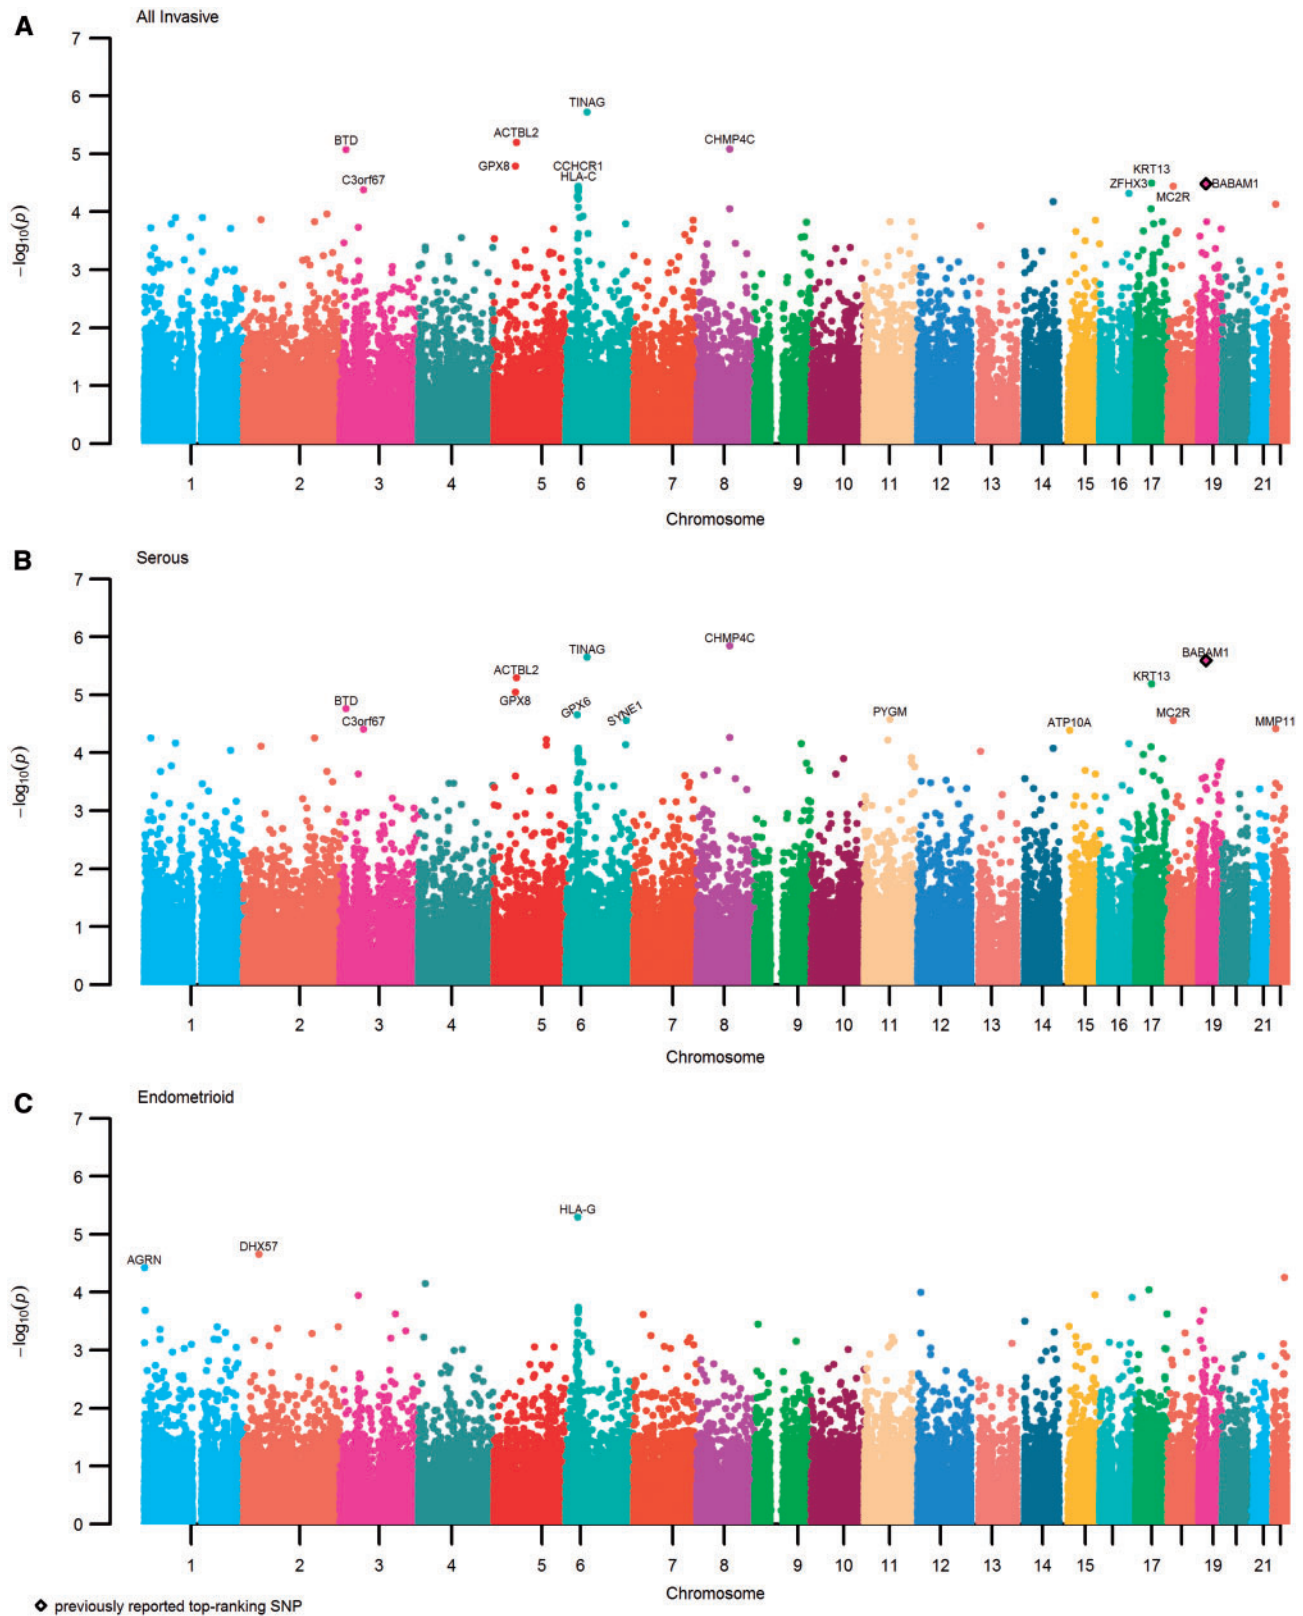 A
All Invasive
7
6
5
4
3
2
1
0
−log10(p)
TINAG
ACTBL2
BTD
CHMP4C
GPX8
CCHCR1
KRT13
C3orf67
HLA-C
ZFHX3
BABAM1
MC2R
1 2 3 4 5 6 7 8 9 10 11 12 13 14 15 16 17 19 21
Chromosome
B
Serous
7
6
5
4
3
2
1
0
−log10(p)
CHMP4C
TINAG
BABAM1
ACTBL2
KRT13
BTD
GPX8
GPX6
SYNE1
PYGM
MC2R
C3orf67
ATP10A
MMP11
1 2 3 4 5 6 7 8 9 10 11 12 13 14 15 16 17 19 21
Chromosome
C
Endometrioid
7
6
5
4
3
2
1
0
−log10(p)
HLA-G
DHX57
AGRN
1 2 3 4 5 6 7 8 9 10 11 12 13 14 15 16 17 19 21
Chromosome
previously reported top-ranking SNP